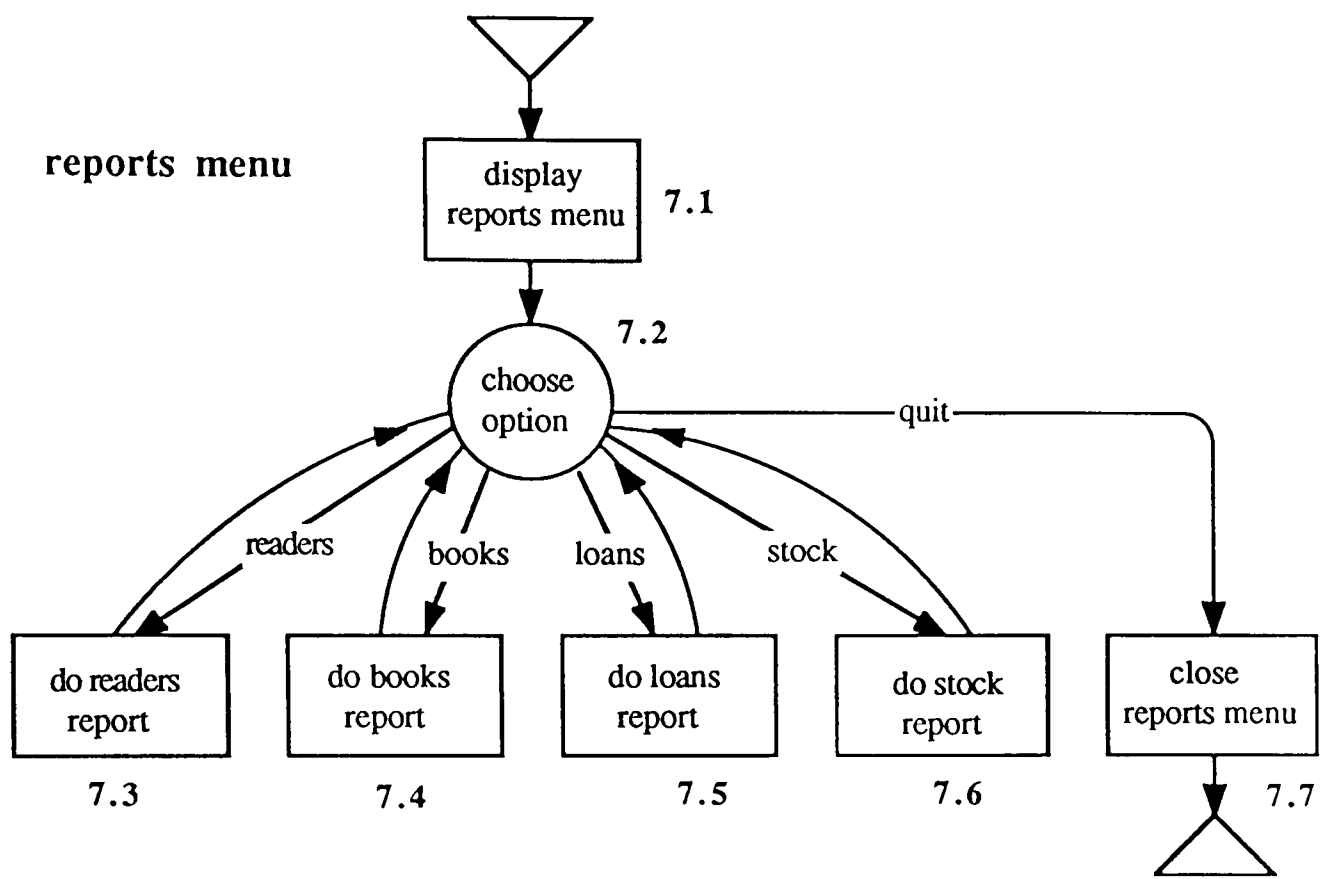 reports menu
display
reports menu
7.1
7.2
choose
option
quit
readers
books
loans
stock
do readers
report
do books
report
do loans
report
do stock
report
close
reports menu
7.3
7.4
7.5
7.6
7.7